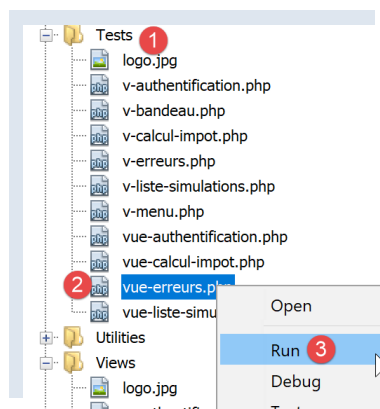 Tests 1
logo.jpg
v-authentification.php
v-bandeau.php
v-calcul-impot.php
v-erreurs.php
v-liste-simulations.php
v-menu.php
vue-authentification.php
vue-calcul-impot.php
2 vue-erreurs.php
vue-liste-simu
Open
Utilities
Run 3
Views
logo.jpg
Debug